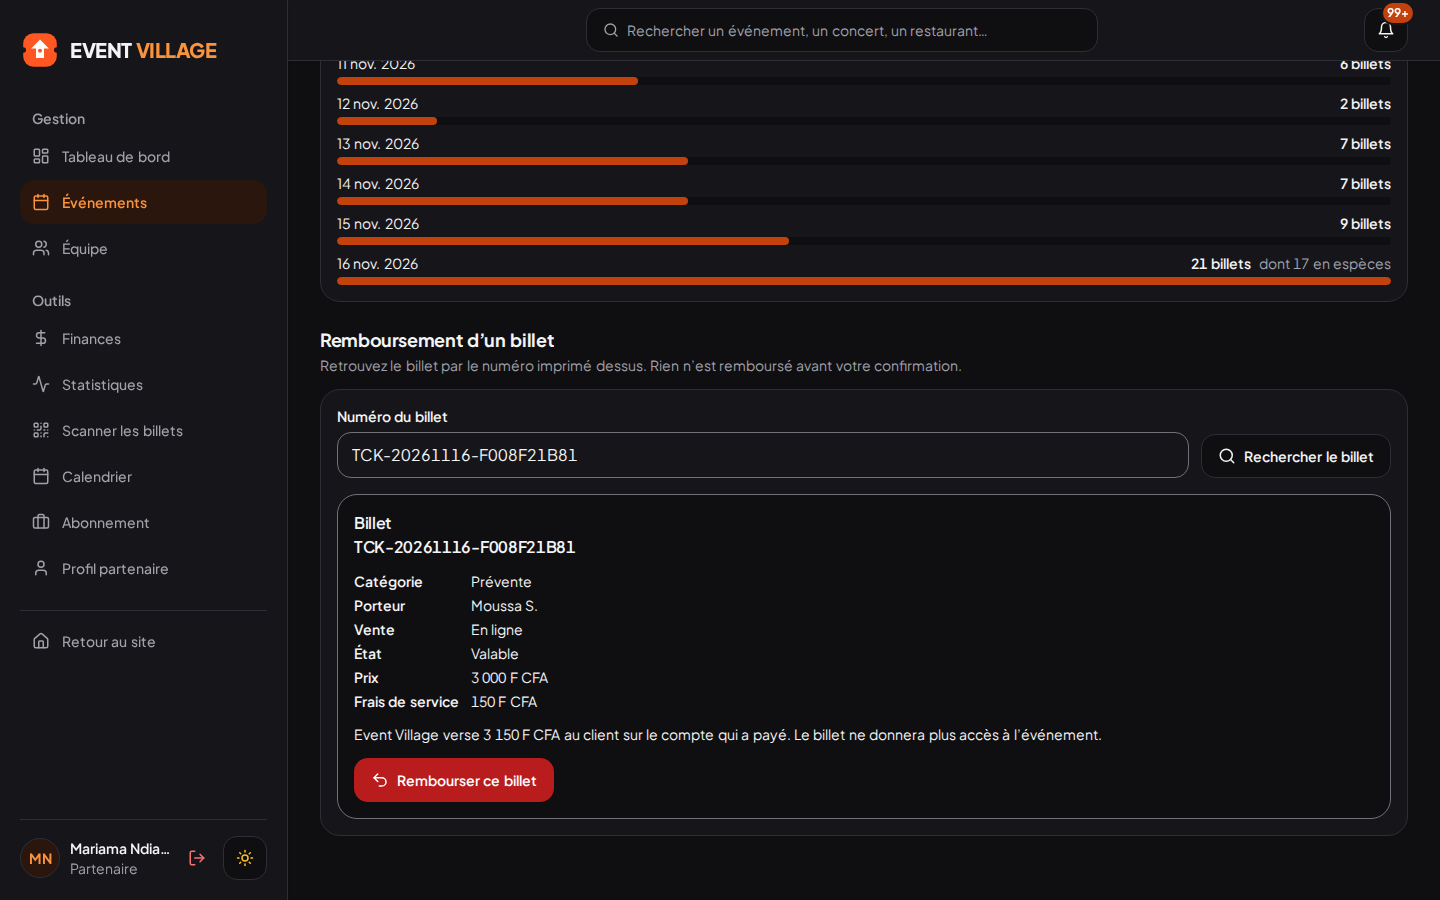 EVENT VILLAGE
Rechercher un événement, un concert, un restaurant...
99+
Gestion
Tableau de bord
Événements
Équipe
Outils
Finances
Statistiques
Scanner les billets
Calendrier
Abonnement
Profil partenaire
Retour au site
MN
Mariama Ndia...
Partenaire
11 nov. 2026 6 billets
12 nov. 2026 2 billets
13 nov. 2026 7 billets
14 nov. 2026 7 billets
15 nov. 2026 9 billets
16 nov. 2026 21 billets dont 17 en espèces
Remboursement d’un billet
Retrouvez le billet par le numéro imprimé dessus. Rien n’est remboursé avant votre confirmation.
Numéro du billet
TCK-20261116-F008F21B81
Rechercher le billet
Billet
TCK-20261116-F008F21B81
Catégorie Prévente
Porteur Moussa S.
Vente En ligne
État Valable
Prix 3 000 F CFA
Frais de service 150 F CFA
Event Village verse 3 150 F CFA au client sur le compte qui a payé. Le billet ne donnera plus accès à l’événement.
Rembourser ce billet